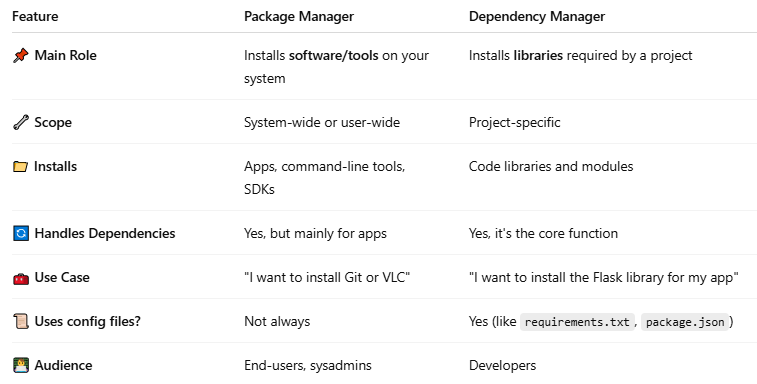 Feature Package Manager Dependency Manager
📌 Main Role Installs software/tools on your Installs libraries required by a project
system
🔧 Scope System-wide or user-wide Project-specific
📂 Installs Apps, command-line tools, Code libraries and modules
SDKs
🔄 Handles Dependencies Yes, but mainly for apps Yes, it's the core function
🧰 Use Case "I want to install Git or VLC" "I want to install the Flask library for my app"
📜 Uses config files? Not always Yes (like requirements.txt, package.json)
👨‍💻 Audience End-users, sysadmins Developers